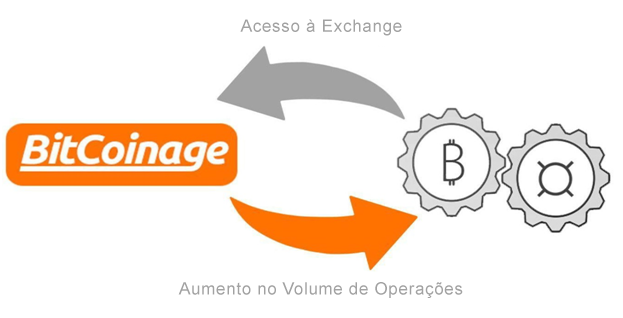 Acesso à Exchange
BitCoinage
Aumento no Volume de Operações